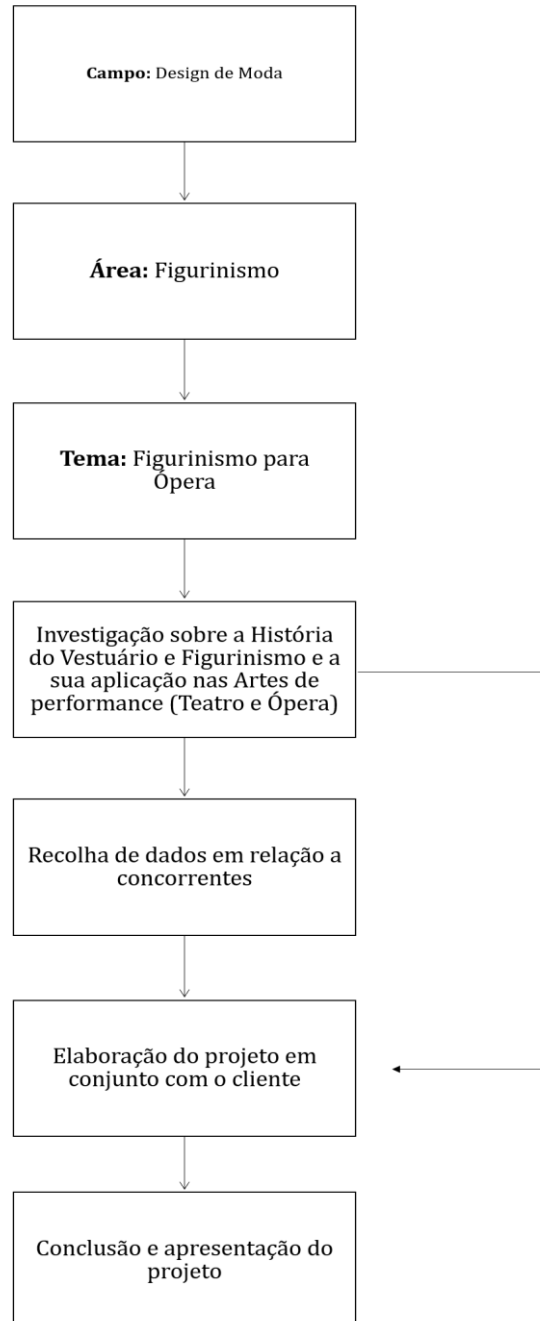 Campo: Design de Moda
Área: Figurinismo
Tema: Figurinismo para
Ópera
Investigação sobre a História
do Vestuário e Figurinismo e a
sua aplicação nas Artes de
performance (Teatro e Ópera)
Recolha de dados em relação a
concorrentes
Elaboração do projeto em
conjunto com o cliente
Conclusão e apresentação do
projeto